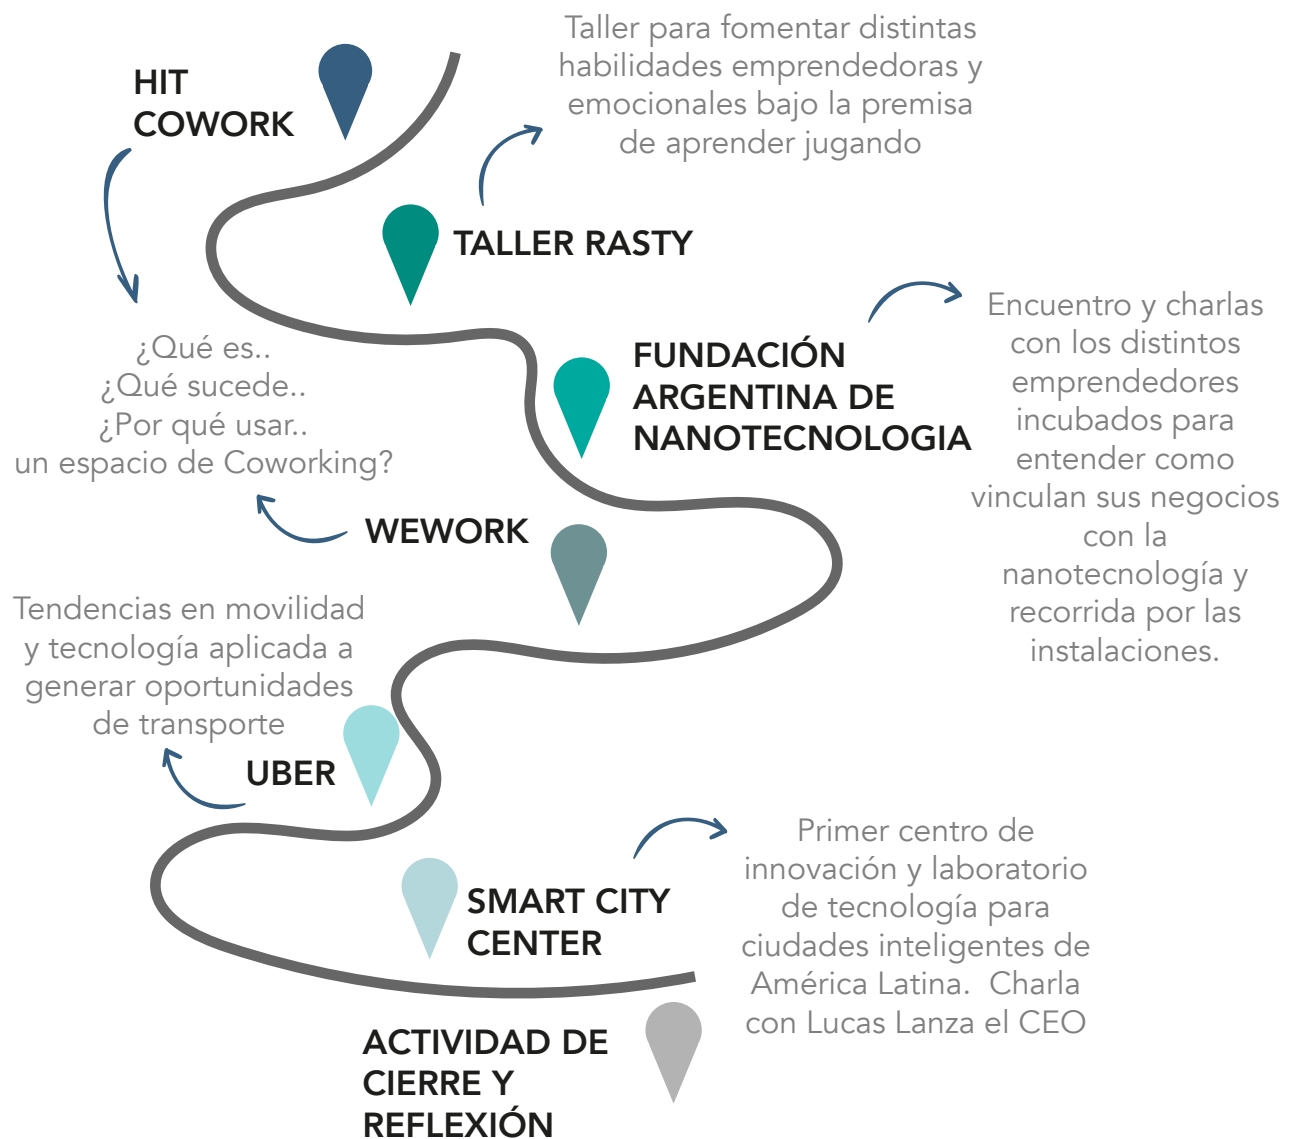 HIT
COWORK
Taller para fomentar distintas
habilidades emprendedoras y
emocionales bajo la premisa
de aprender jugando
TALLER RASTY
¿Qué es..
¿Qué sucede..
¿Por qué usar..
un espacio de Coworking?
FUNDACIÓN
ARGENTINA DE
NANOTECNOLOGIA
Encuentro y charlas
con los distintos
emprendedores
incubados para
entender como
vinculan sus negocios
con la
nanotecnología y
recorrida por las
instalaciones.
WEWORK
Tendencias en movilidad
y tecnología aplicada a
generar oportunidades
de transporte
UBER
SMART CITY
CENTER
Primer centro de
innovación y laboratorio
de tecnología para
ciudades inteligentes de
América Latina.  Charla
con Lucas Lanza el CEO
ACTIVIDAD DE
CIERRE Y
REFLEXIÓN